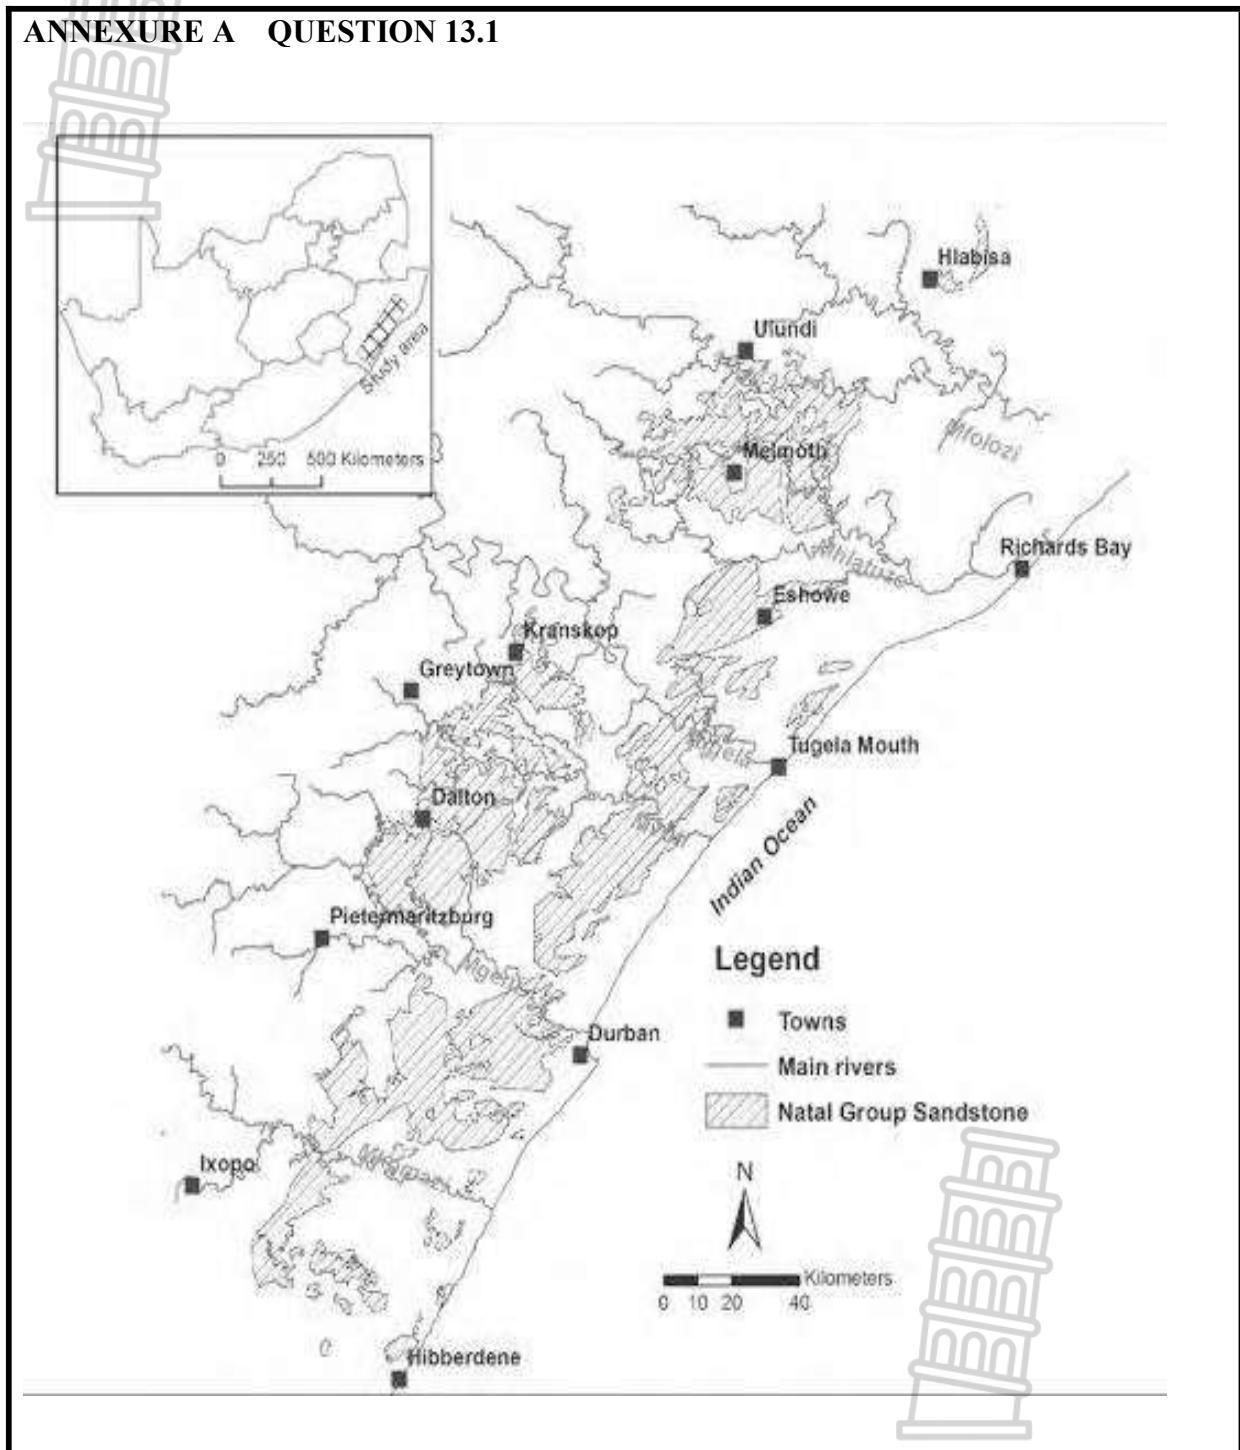 ANNEXURE A QUESTION 13.1
Hlabisa
Ulundi
Study area
0 250 500 Kilometers
Melmoth
Mfolozi
Richards Bay
Mhlatuze
Eshowe
Kranskop
Greytown
Tugela Mouth
Dalton
Indian Ocean
Pietermaritzburg
Mgeni
Legend
Towns
Durban
Main rivers
Natal Group Sandstone
Ixopo
N
Kilometers
0 10 20 40
Hibberdene